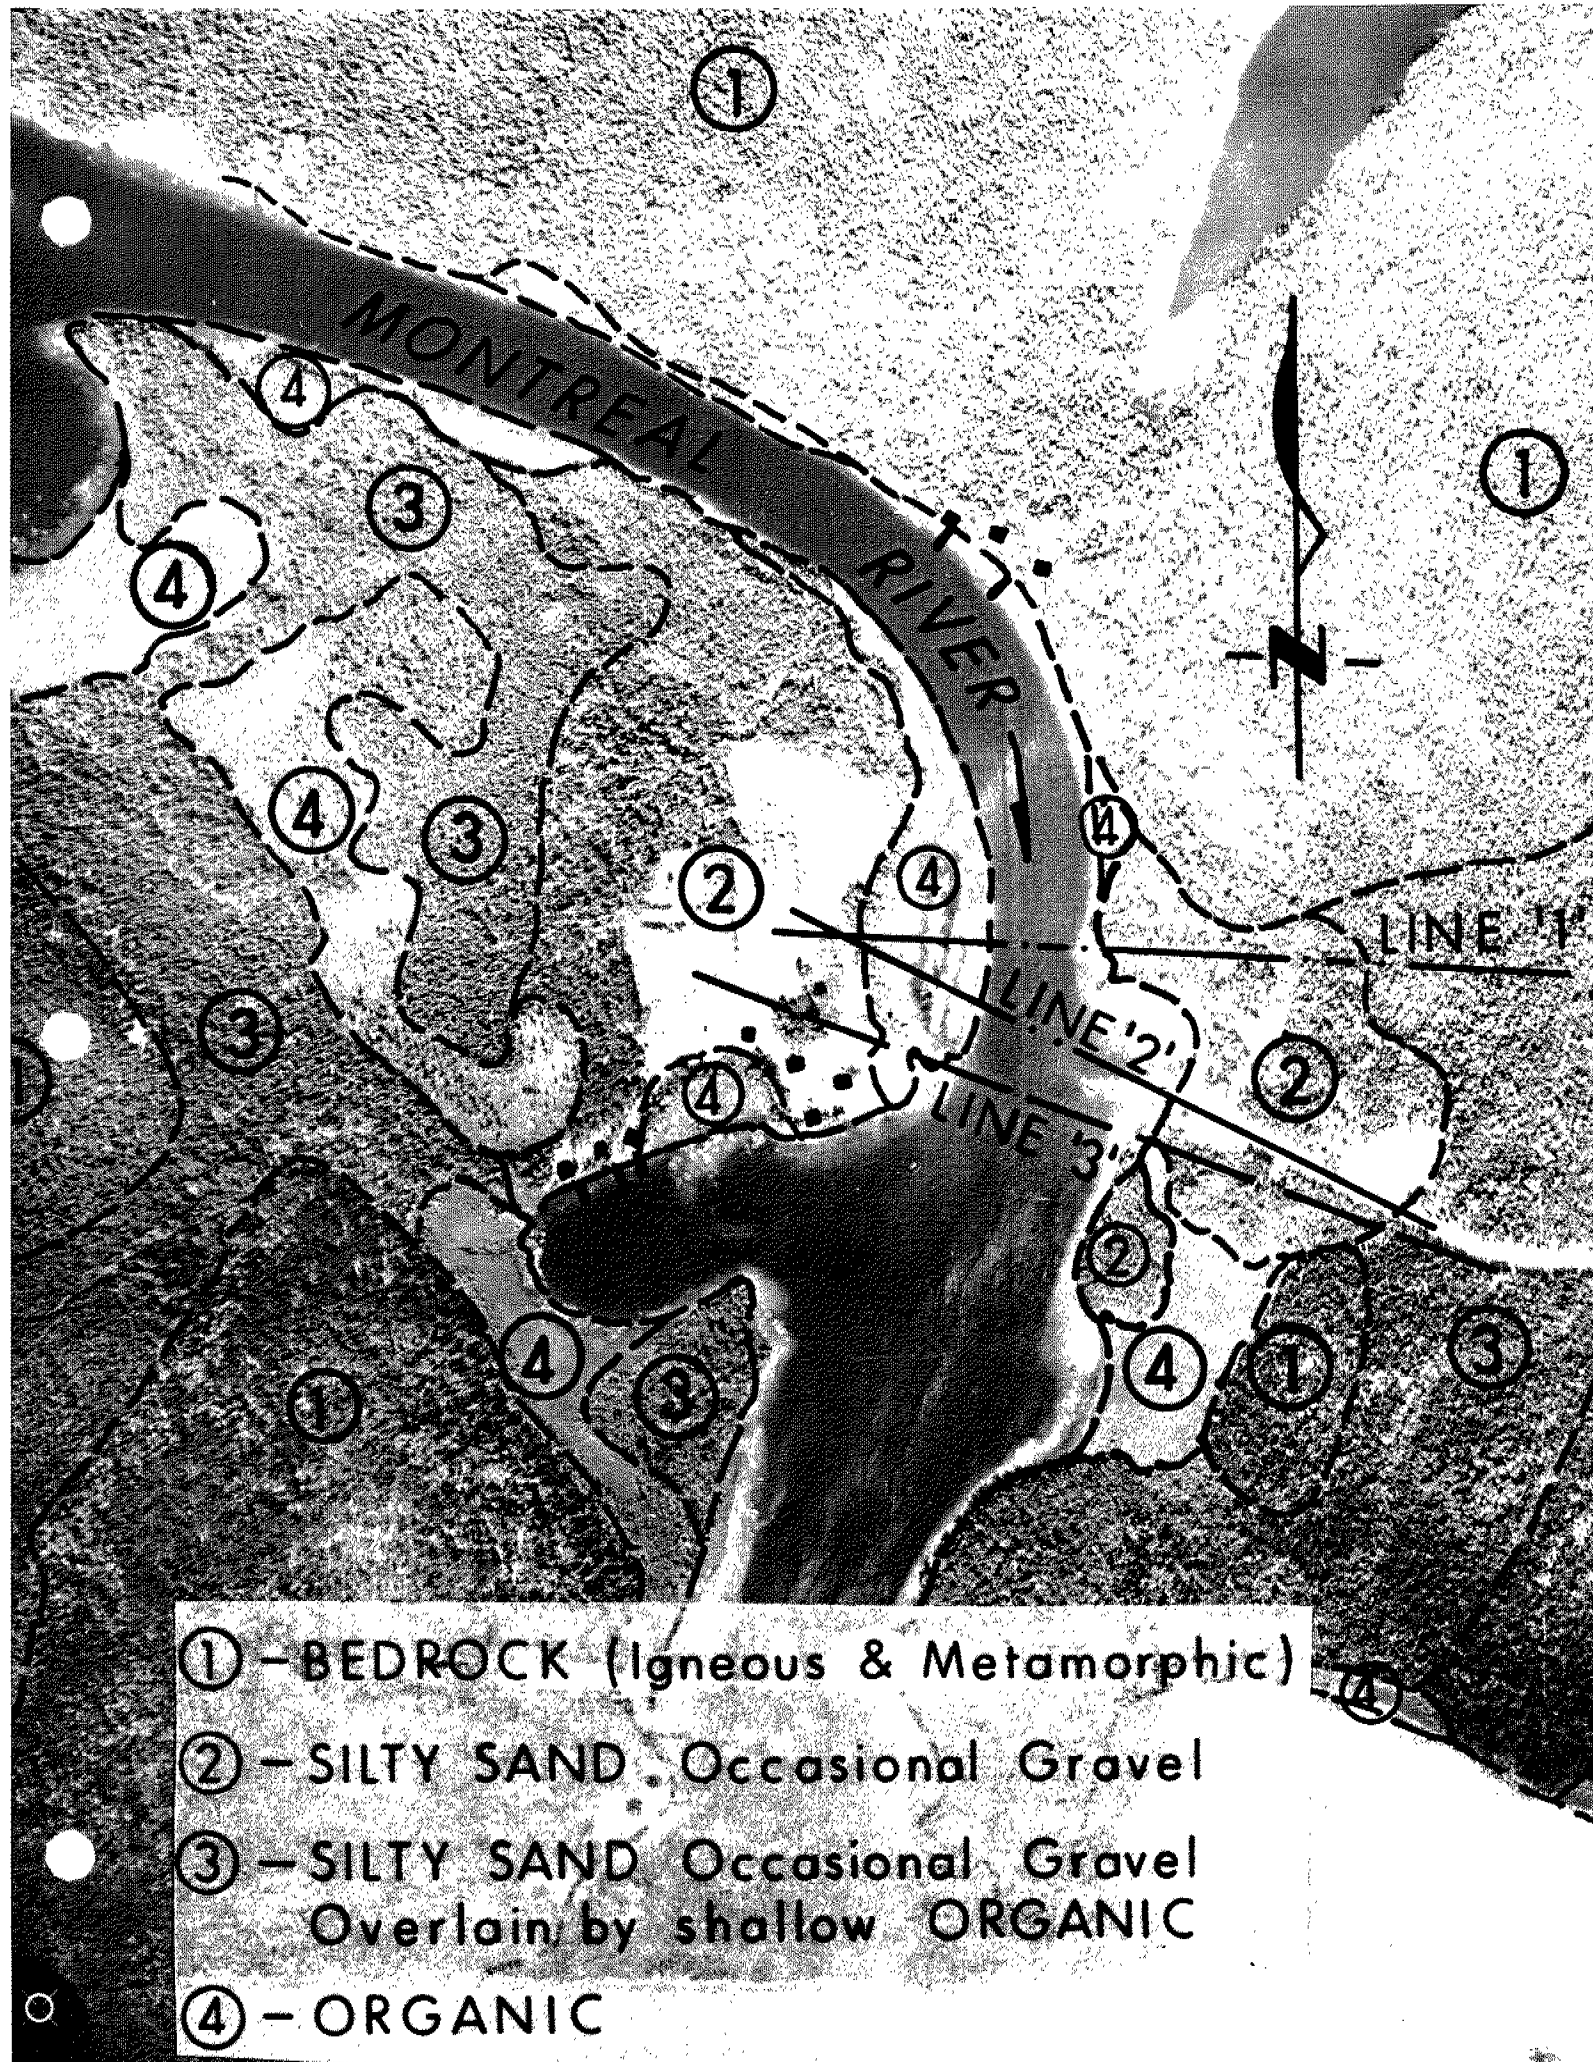 1
MONTREAL RIVER
4
3
1
4
N
4
3
4
2
4
LINE '1'
LINE '2'
3
1
4
2
LINE '3'
2
4
3
4
1
3
1
①–BEDROCK (Igneous & Metamorphic)
4
②–SILTY SAND Occasional Gravel
③–SILTY SAND Occasional Gravel
Overlain by shallow ORGANIC
④–ORGANIC